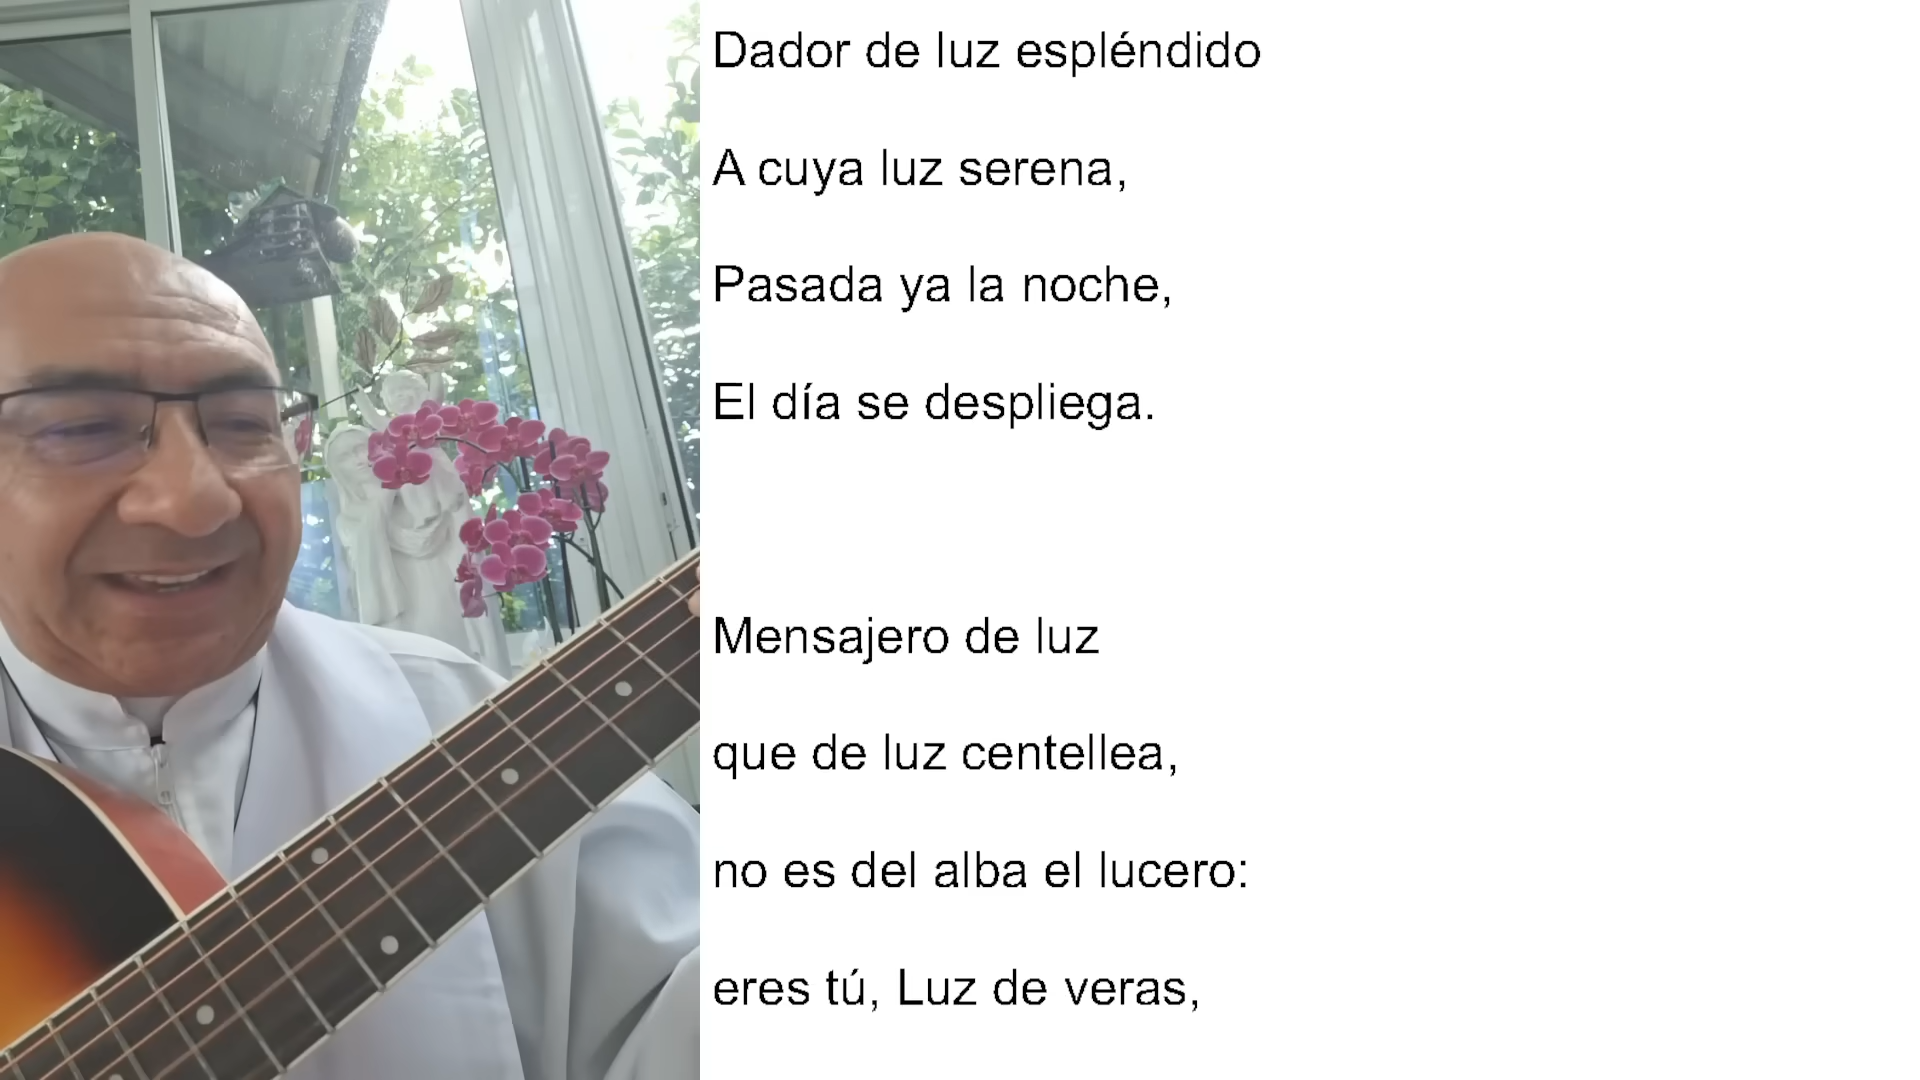 Dador de luz espléndido
A cuya luz serena,
Pasada ya la noche,
El día se despliega.
Mensajero de luz
que de luz centellea,
no es del alba el lucero:
eres tú, Luz de veras,